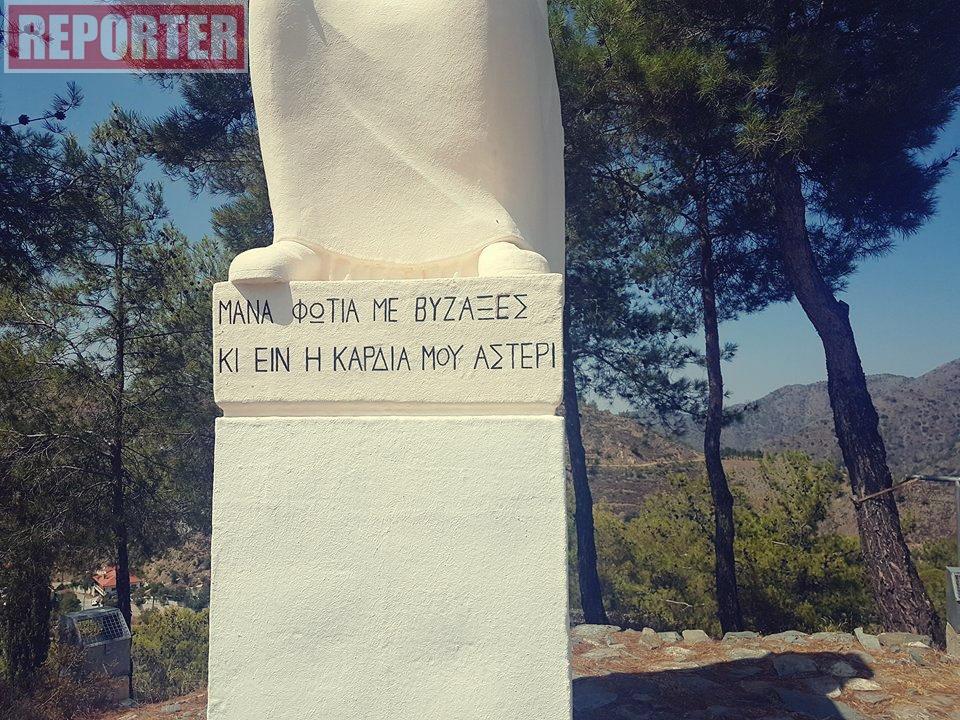 REPORTER
ΜΑΝΑ ΦΩΤΙΑ ΜΕ ΒΥΖΑΞΕΣ
ΚΙ ΕΙΝ Η ΚΑΡΔΙΑ ΜΟΥ ΑΣΤΕΡΙ